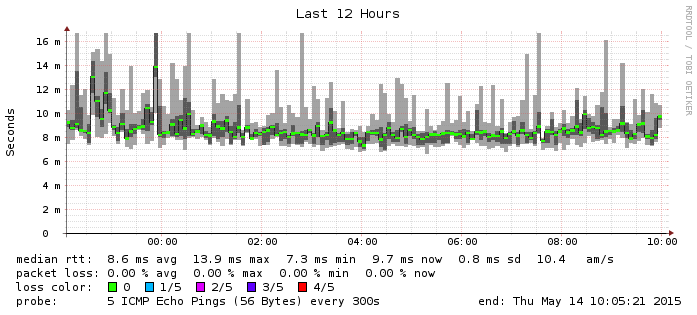 Last 12 Hours
RRDTOOL / TOBI OETIKER
Seconds
16 m
14 m
12 m
10 m
8 m
6 m
4 m
2 m
0
00:00 02:00 04:00 06:00 08:00 10:00
median rtt: 8.6 ms avg 13.9 ms max 7.3 ms min 9.7 ms now 0.8 ms sd 10.4 am/s
packet loss: 0.00 % avg 0.00 % max 0.00 % min 0.00 % now
loss color: 0 1/5 2/5 3/5 4/5
probe: 5 ICMP Echo Pings (56 Bytes) every 300s end: Thu May 14 10:05:21 2015